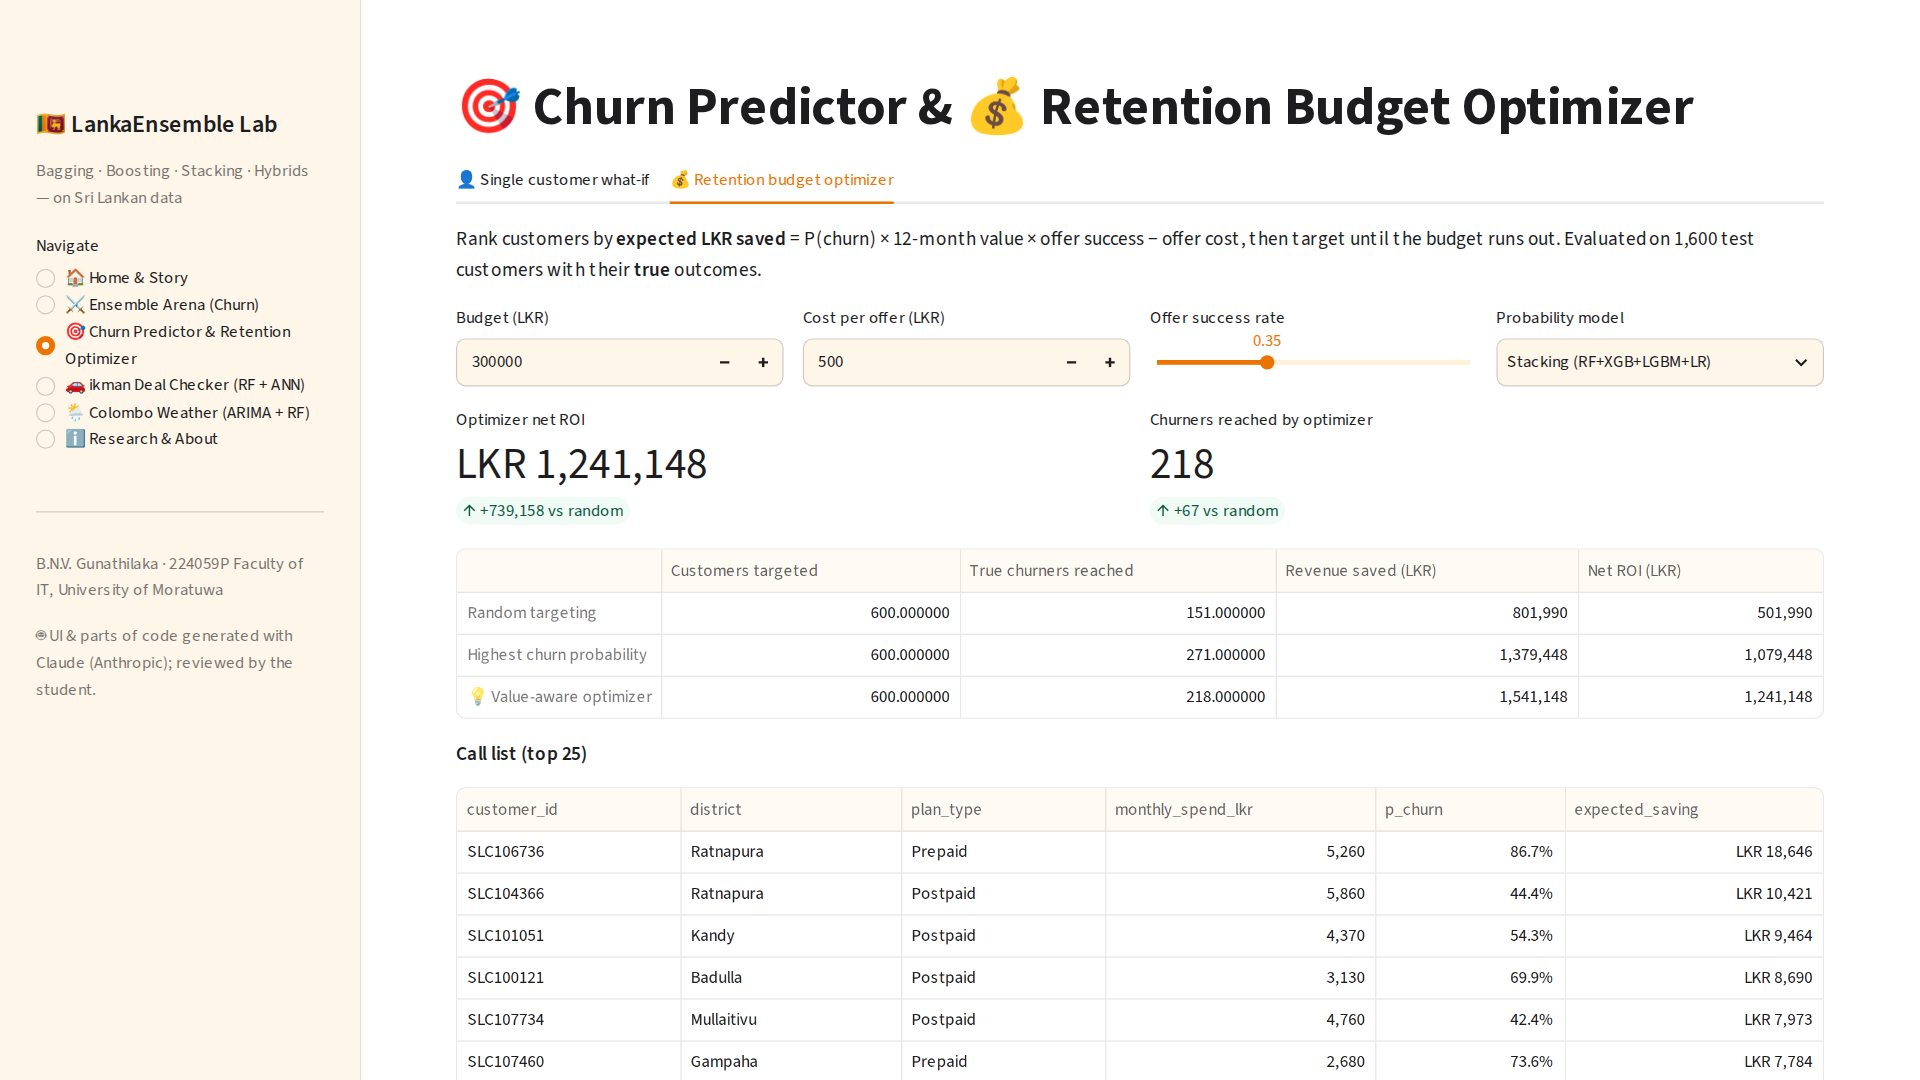 LankaEnsemble Lab
Bagging · Boosting · Stacking · Hybrids
— on Sri Lankan data
Navigate
🏠 Home & Story
⚔️ Ensemble Arena (Churn)
🎯 Churn Predictor & Retention
Optimizer
🚗 ikman Deal Checker (RF + ANN)
🌦️ Colombo Weather (ARIMA + RF)
ℹ️ Research & About
B.N.V. Gunathilaka · 224059P Faculty of
IT, University of Moratuwa
UI & parts of code generated with
Claude (Anthropic); reviewed by the
student.
🎯 Churn Predictor & 💰 Retention Budget Optimizer
👤 Single customer what-if 💰 Retention budget optimizer
Rank customers by expected LKR saved = P(churn) × 12-month value × offer success − offer cost, then target until the budget runs out. Evaluated on 1,600 test
customers with their true outcomes.
Budget (LKR) Cost per offer (LKR) Offer success rate Probability model
0.35
300000 − + 500 − + Stacking (RF+XGB+LGBM+LR)
Optimizer net ROI Churners reached by optimizer
LKR 1,241,148 218
↑ +739,158 vs random ↑ +67 vs random
Customers targeted True churners reached Revenue saved (LKR) Net ROI (LKR)
Random targeting 600.000000 151.000000 801,990 501,990
Highest churn probability 600.000000 271.000000 1,379,448 1,079,448
💡 Value-aware optimizer 600.000000 218.000000 1,541,148 1,241,148
Call list (top 25)
customer_id district plan_type monthly_spend_lkr p_churn expected_saving
SLC106736 Ratnapura Prepaid 5,260 86.7% LKR 18,646
SLC104366 Ratnapura Postpaid 5,860 44.4% LKR 10,421
SLC101051 Kandy Postpaid 4,370 54.3% LKR 9,464
SLC100121 Badulla Postpaid 3,130 69.9% LKR 8,690
SLC107734 Mullaitivu Postpaid 4,760 42.4% LKR 7,973
SLC107460 Gampaha Prepaid 2,680 73.6% LKR 7,784